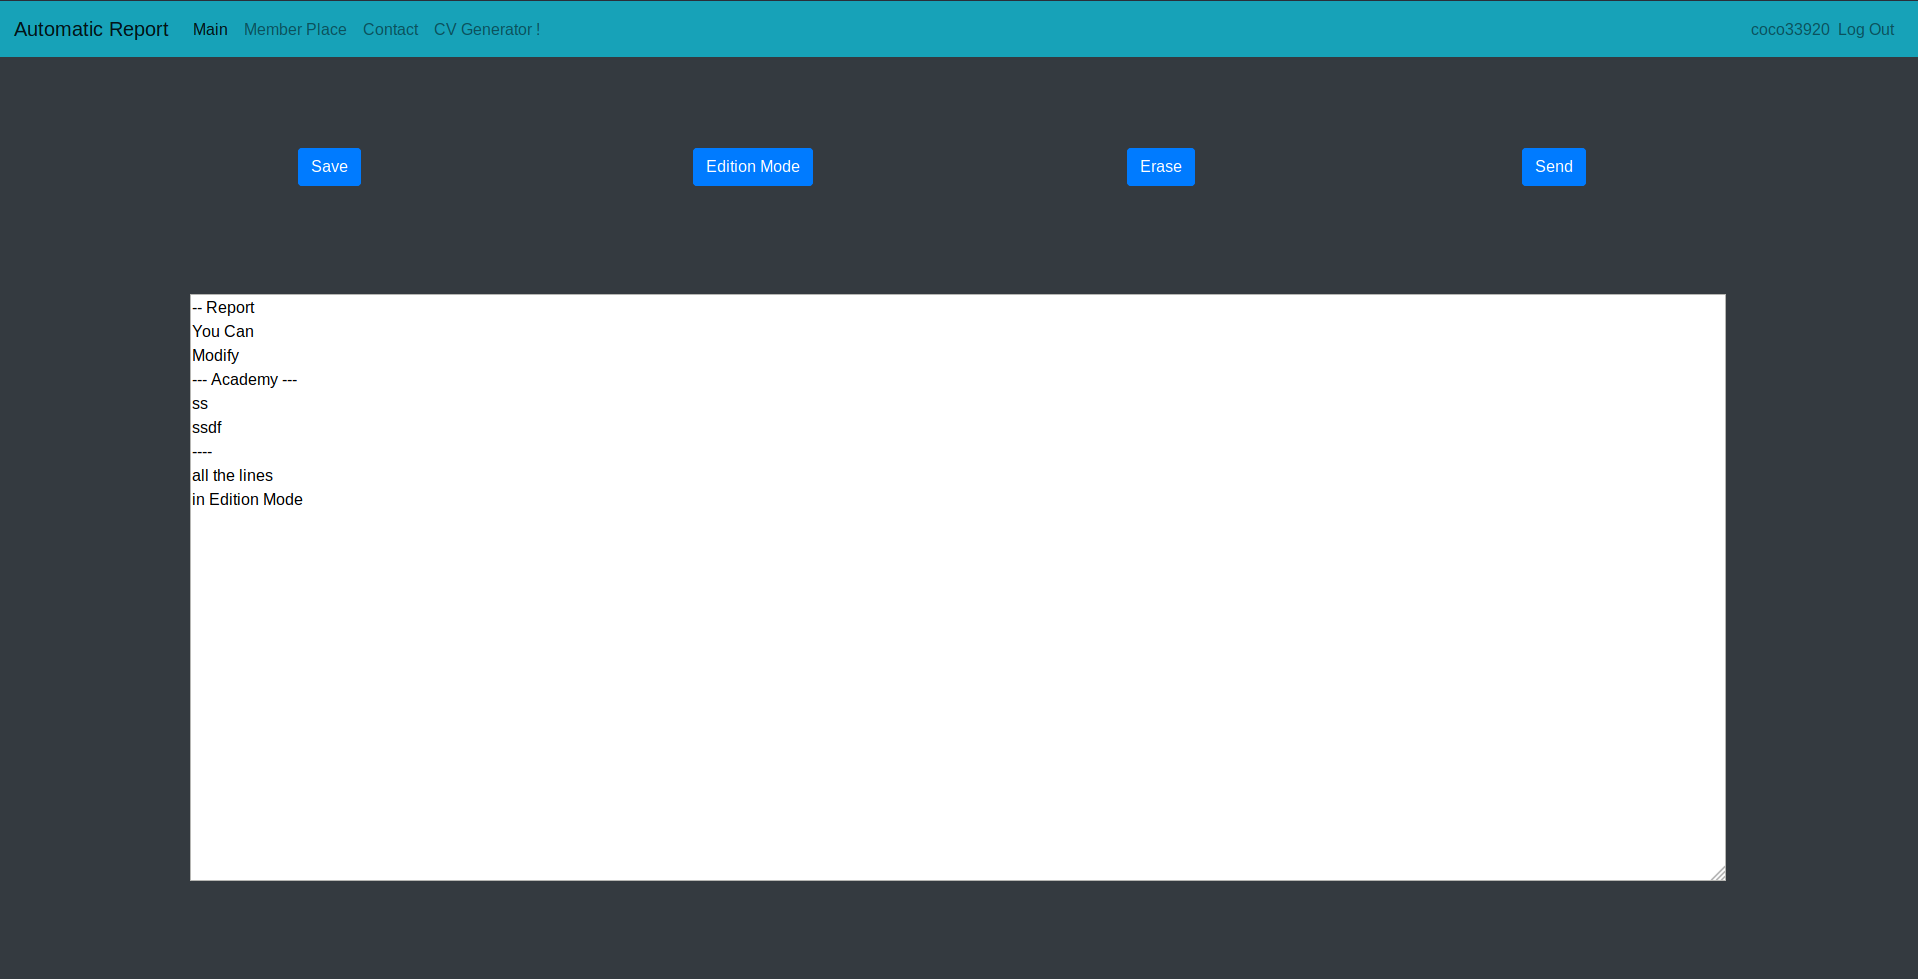 Automatic Report Main Member Place Contact CV Generator ! coco33920 Log Out
Save Edition Mode Erase Send
-- Report
You Can
Modify
--- Academy ---
ss
ssdf
----
all the lines
in Edition Mode